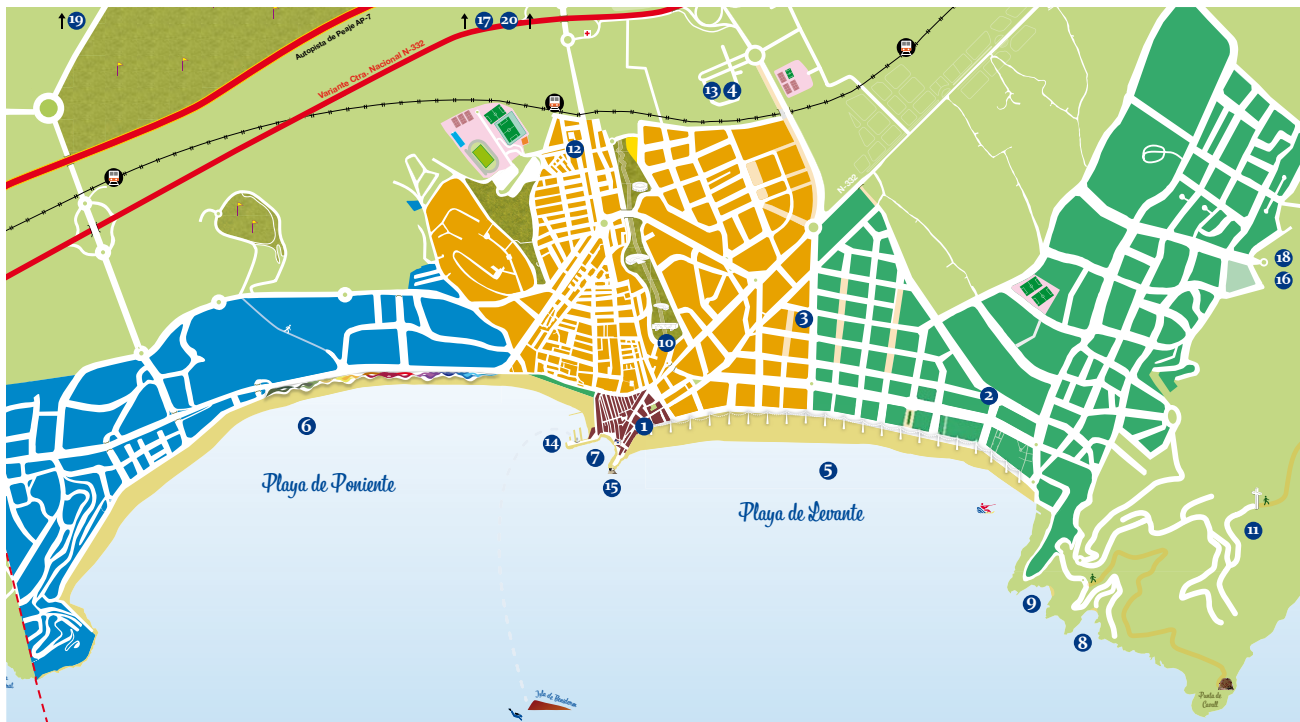 19
17
20
Autopista de Peaje AP-7
Variante Ctra. Nacional N-332
13
4
12
N-332
18
16
3
10
2
6
1
14
7
15
5
Playa de Poniente
Playa de Levante
11
9
8
Isla de Benidorm
Punta de
Cavall